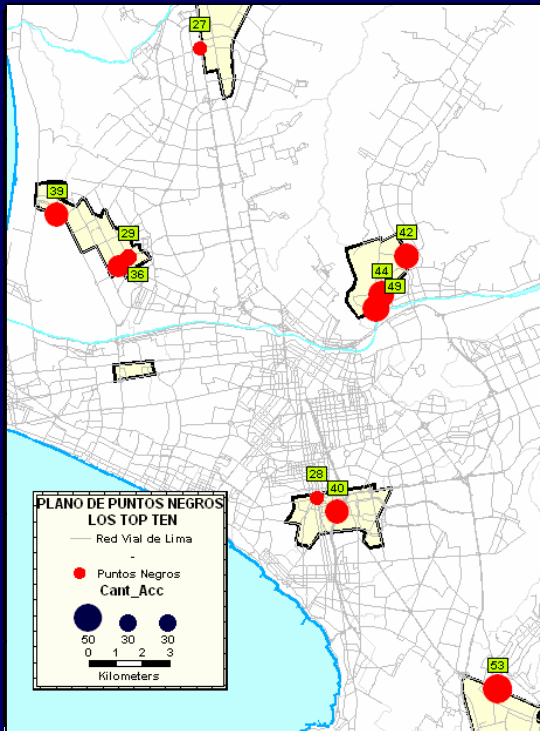 27
39
29
36
42
44
49
28
40
PLANO DE PUNTOS NEGROS
LOS TOP TEN
Red Vial de Lima
-
Puntos Negros
Cant_Acc
50 30 30
0 1 2 3
Kilometers
53